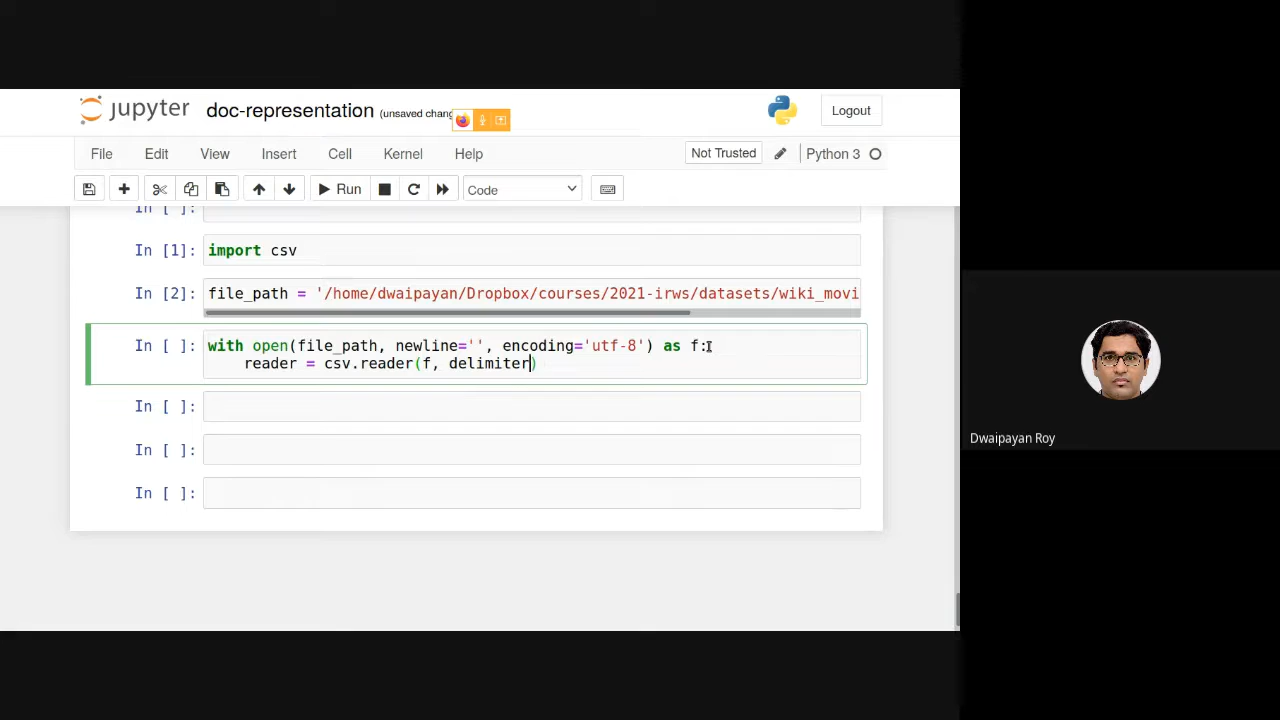 jupyter doc-representation (unsaved chang
Logout
File Edit View Insert Cell Kernel Help
Not Trusted Python 3
Run Code
In [ ]:
In [1]: import csv
In [2]: file_path = '/home/dwaipayan/Dropbox/courses/2021-irws/datasets/wiki_movi
In [ ]: with open(file_path, newline='', encoding='utf-8') as f:
reader = csv.reader(f, delimiter)
In [ ]:
In [ ]:
In [ ]:
Dwaipayan Roy